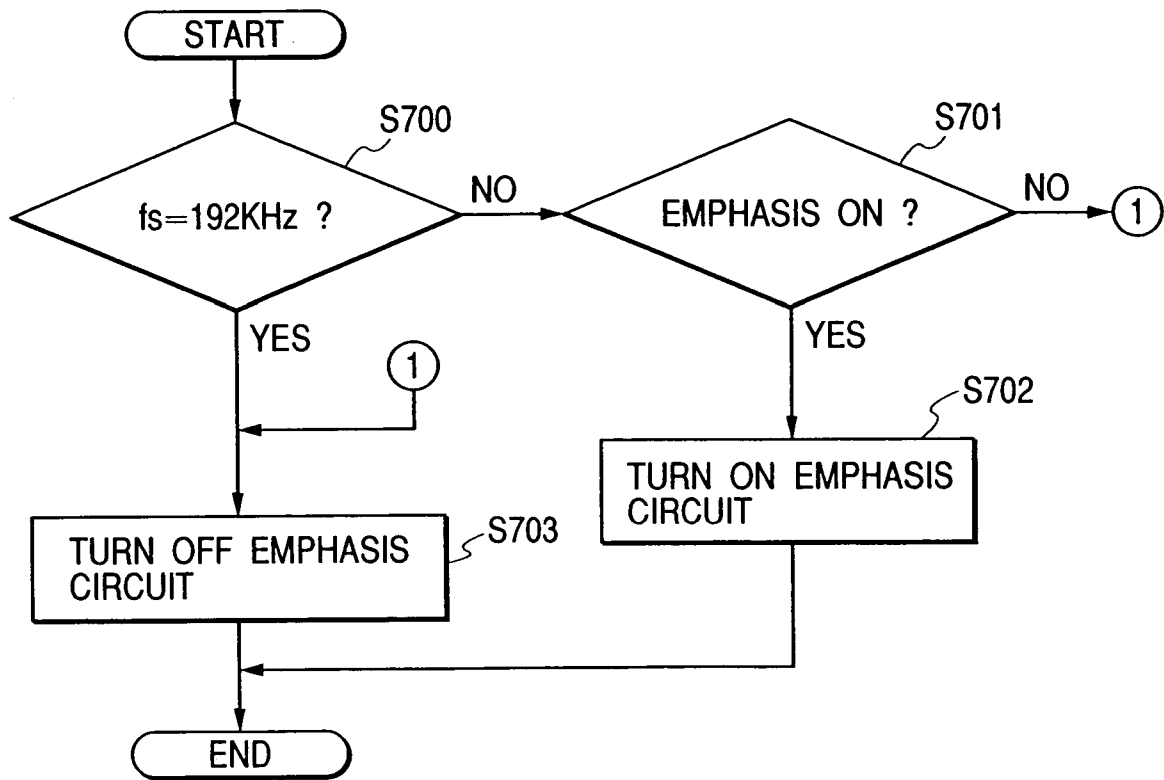 START
S700
fs=192KHz ?
NO
S701
EMPHASIS ON ?
NO
1
YES
1
YES
S702
TURN ON EMPHASIS
CIRCUIT
S703
TURN OFF EMPHASIS
CIRCUIT
END